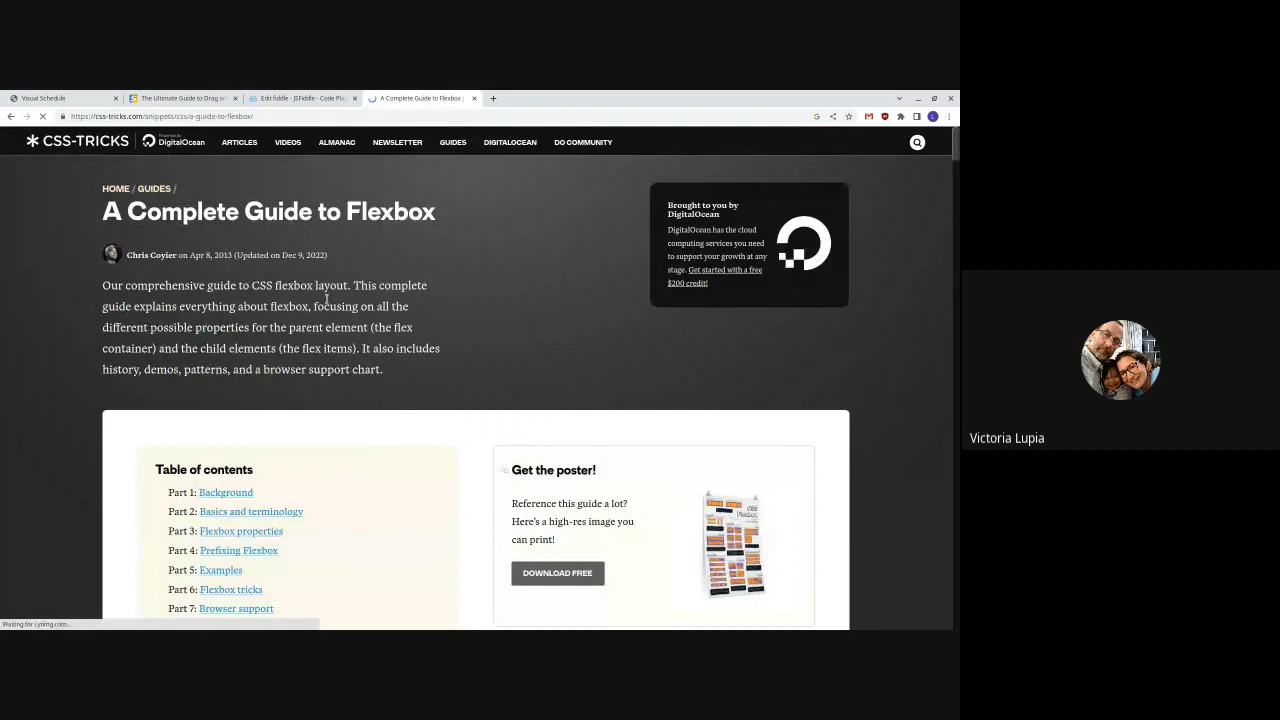 Visual Schedule
The Ultimate Guide to Drag an
Edit fiddle - JSFiddle - Code Play
A Complete Guide to Flexbox |
https://css-tricks.com/snippets/css/a-guide-to-flexbox/
CSS-TRICKS
Powered by
DigitalOcean
ARTICLES
VIDEOS
ALMANAC
NEWSLETTER
GUIDES
DIGITALOCEAN
DO COMMUNITY
HOME / GUIDES /
A Complete Guide to Flexbox
Chris Coyier on Apr 8, 2013 (Updated on Dec 9, 2022)
Our comprehensive guide to CSS flexbox layout. This complete
guide explains everything about flexbox, focusing on all the
different possible properties for the parent element (the flex
container) and the child elements (the flex items). It also includes
history, demos, patterns, and a browser support chart.
Brought to you by
DigitalOcean
DigitalOcean has the cloud
computing services you need
to support your growth at any
stage. Get started with a free
$200 credit!
Table of contents
Part 1: Background
Part 2: Basics and terminology
Part 3: Flexbox properties
Part 4: Prefixing Flexbox
Part 5: Examples
Part 6: Flexbox tricks
Part 7: Browser support
Get the poster!
Reference this guide a lot?
Here's a high-res image you
can print!
DOWNLOAD FREE
CSS
Flexbox
Waiting for i.ytimg.com...
Victoria Lupia